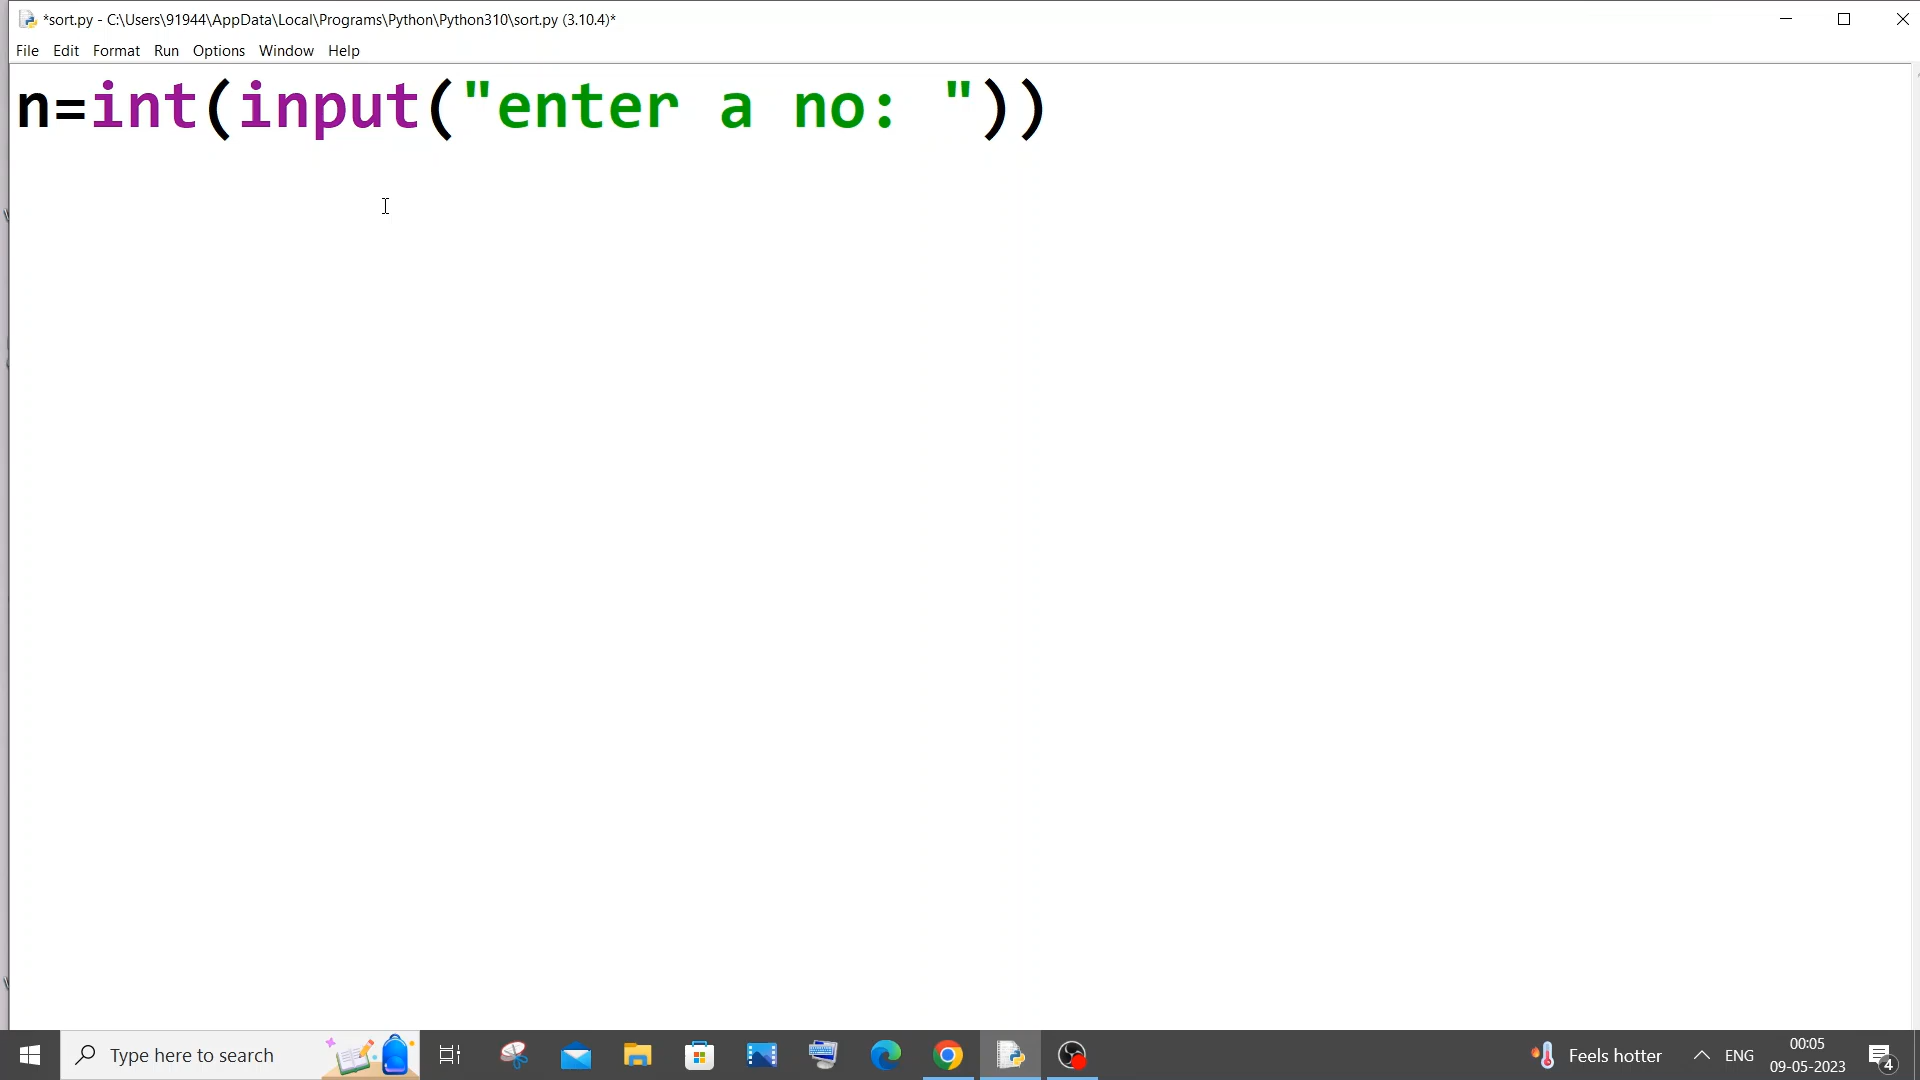 *sort.py - C:\Users\91944\AppData\Local\Programs\Python\Python310\sort.py (3.10.4)*
File Edit Format Run Options Window Help
n=int(input("enter a no: "))
Type here to search
Feels hotter
ENG
00:05
09-05-2023
4